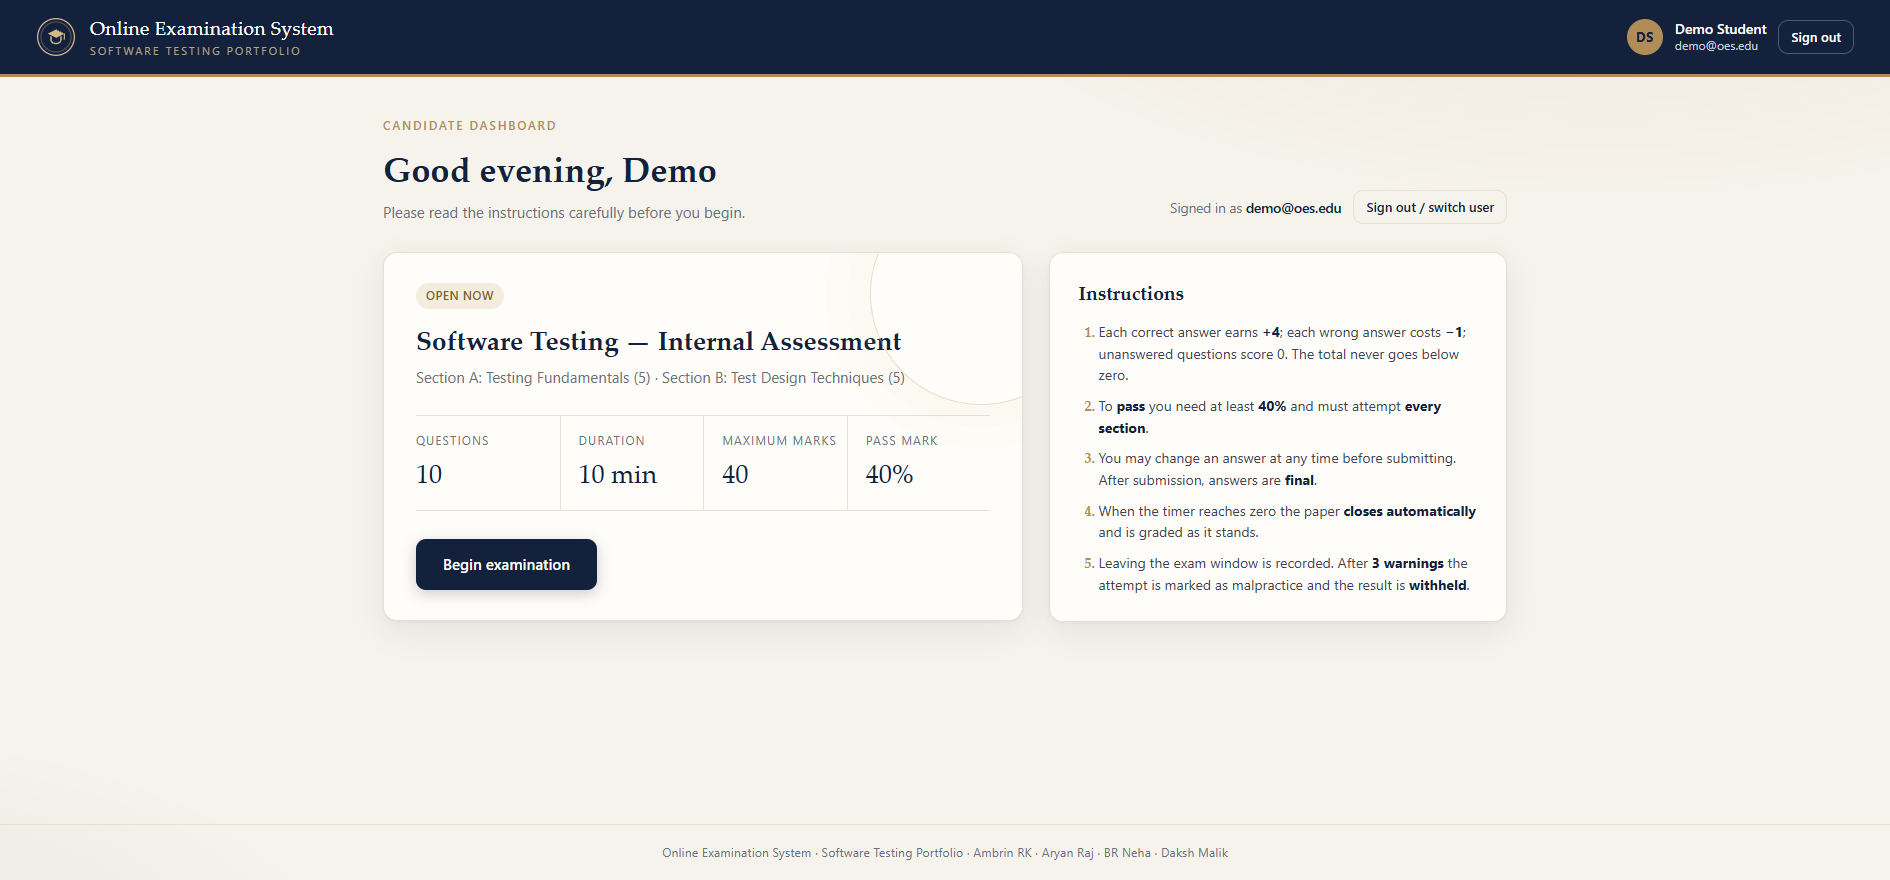 Online Examination System
SOFTWARE TESTING PORTFOLIO
DS
Demo Student
demo@oes.edu
Sign out
CANDIDATE DASHBOARD
Good evening, Demo
Please read the instructions carefully before you begin.
Signed in as demo@oes.edu
Sign out / switch user
OPEN NOW
Software Testing — Internal Assessment
Section A: Testing Fundamentals (5) · Section B: Test Design Techniques (5)
QUESTIONS
10
DURATION
10 min
MAXIMUM MARKS
40
PASS MARK
40%
Begin examination
Instructions
1. Each correct answer earns +4; each wrong answer costs −1;
unanswered questions score 0. The total never goes below
zero.
2. To pass you need at least 40% and must attempt every
section.
3. You may change an answer at any time before submitting.
After submission, answers are final.
4. When the timer reaches zero the paper closes automatically
and is graded as it stands.
5. Leaving the exam window is recorded. After 3 warnings the
attempt is marked as malpractice and the result is withheld.
Online Examination System · Software Testing Portfolio · Ambrin RK · Aryan Raj · BR Neha · Daksh Malik